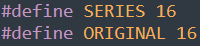 #define SERIES 16
#define ORIGINAL 16